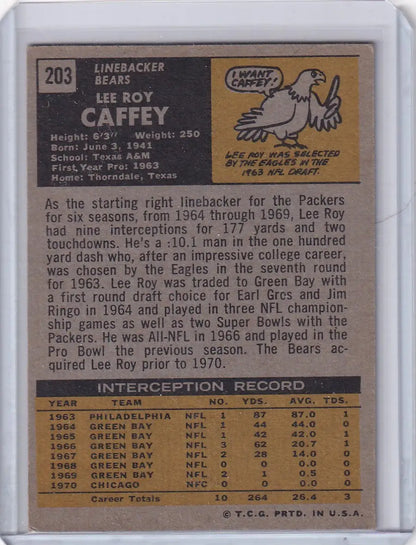 203
LINEBACKER
BEARS
LEE ROY
CAFFEY
Height: 6'3" Weight: 250
Born: June 3, 1941
School: Texas A&M
First Year Pro: 1963
Home: Thorndale, Texas
I WANT
CAFFEY!
LEE ROY WAS SELECTED
BY THE EAGLES IN THE
1963 NFL DRAFT.
As the starting right linebacker for the Packers
for six seasons, from 1964 through 1969, Lee Roy
had nine interceptions for 177 yards and two
touchdowns. He's a :10.1 man in the one hundred
yard dash who, after an impressive college career,
was chosen by the Eagles in the seventh round
for 1963. Lee Roy was traded to Green Bay with
a first round draft choice for Earl Grcs and Jim
Ringo in 1964 and played in three NFL champion-
ship games as well as two Super Bowls with the
Packers. He was All-NFL in 1966 and played in
the Pro Bowl the previous season. The Bears ac-
quired Lee Roy prior to 1970.
INTERCEPTION RECORD
YEAR TEAM NO. YDS. AVG. TDS.
1963 PHILADELPHIA NFL 1 87 87.0 1
1964 GREEN BAY NFL 1 44 44.0 0
1965 GREEN BAY NFL 1 42 42.0 1
1966 GREEN BAY NFL 3 62 20.7 1
1967 GREEN BAY NFL 2 28 14.0 0
1968 GREEN BAY NFL 0 0 0.0 0
1969 GREEN BAY NFL 2 1 0.5 0
1970 CHICAGO NFC 0 0 0.0 0
Career Totals 10 264 26.4 3
© T.C.G. PRTD. IN U.S.A.